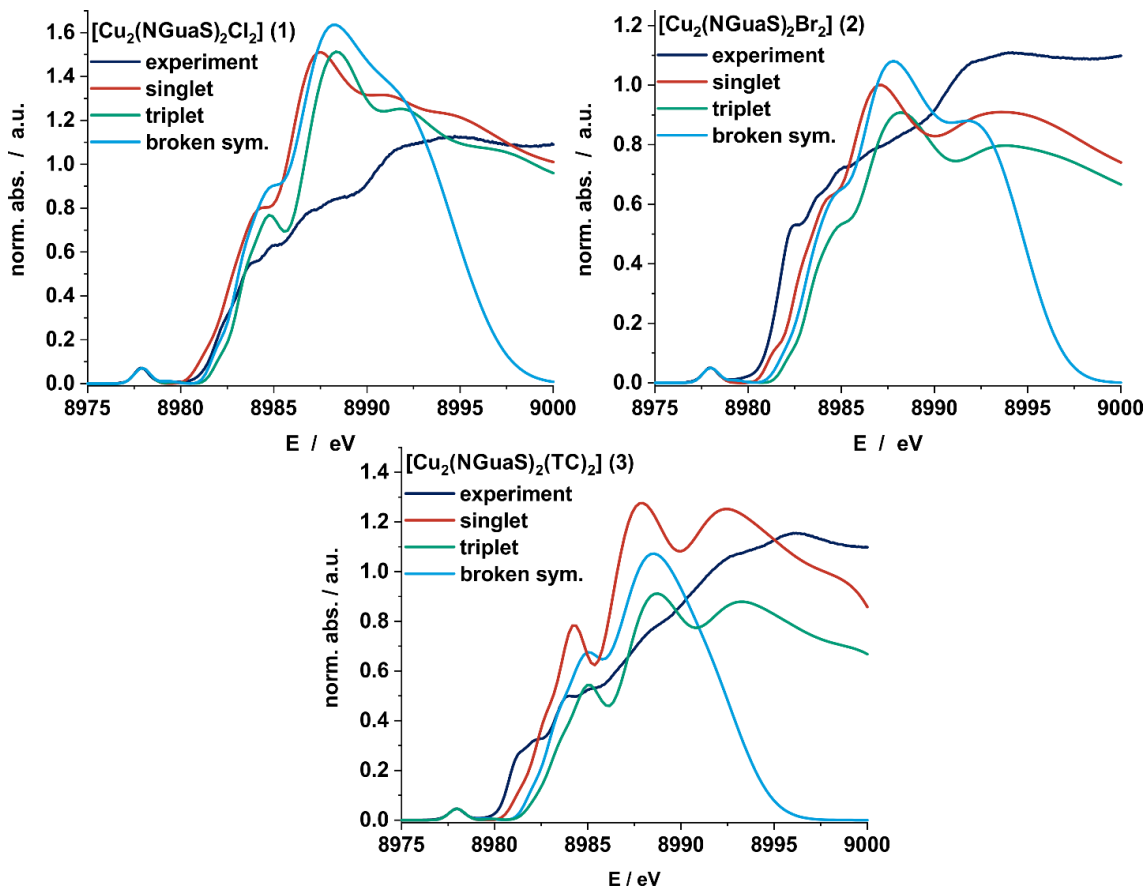 [Cu₂(NGuaS)₂Cl₂] (1)
experiment
singlet
triplet
broken sym.
norm. abs. / a.u.
1.6
1.4
1.2
1.0
0.8
0.6
0.4
0.2
0.0
8975 8980 8985 8990 8995 9000
E / eV
[Cu₂(NGuaS)₂Br₂] (2)
experiment
singlet
triplet
broken sym.
norm. abs. / a.u.
1.2
1.0
0.8
0.6
0.4
0.2
0.0
8975 8980 8985 8990 8995 9000
E / eV
[Cu₂(NGuaS)₂(TC)₂] (3)
experiment
singlet
triplet
broken sym.
norm. abs. / a.u.
1.4
1.2
1.0
0.8
0.6
0.4
0.2
0.0
8975 8980 8985 8990 8995 9000
E / eV